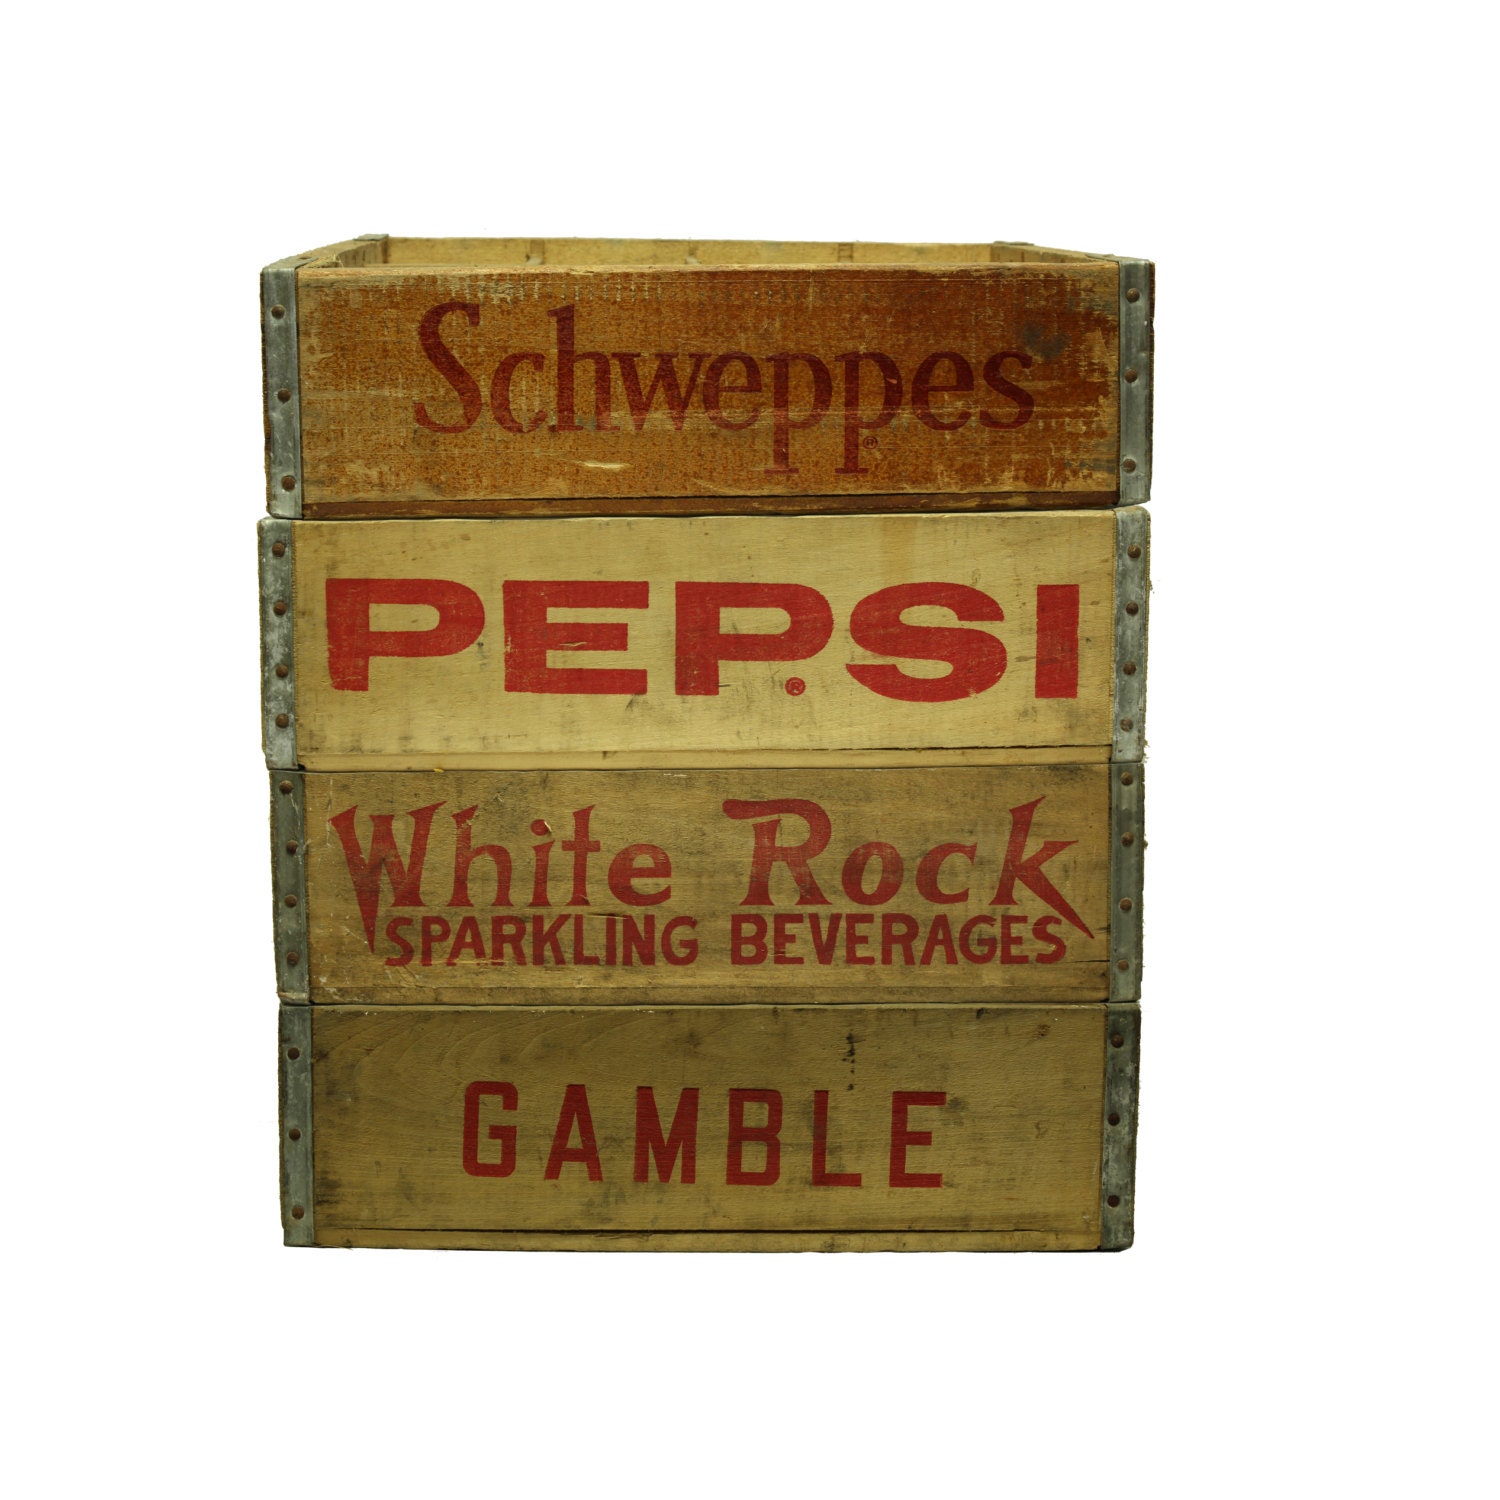 Schweppes®
PEPSI®
White Rock
SPARKLING BEVERAGES
GAMBLE